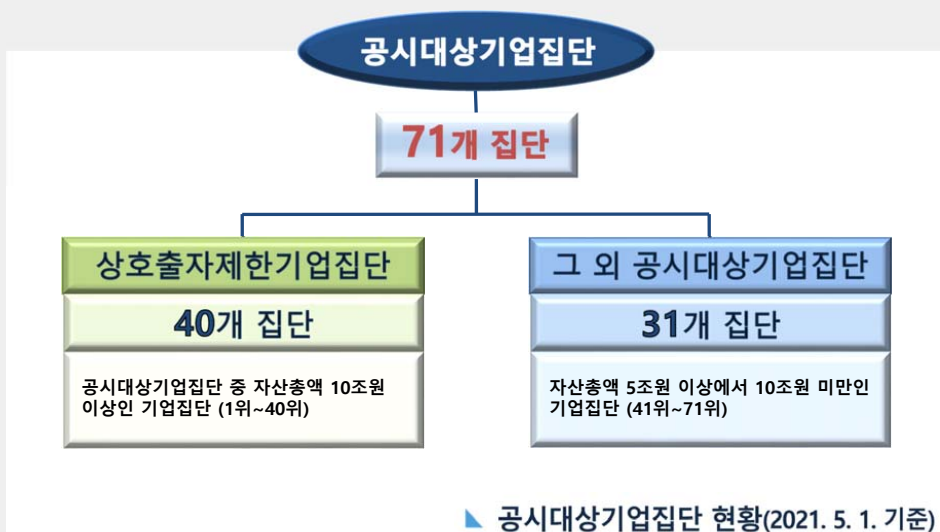 공시대상기업집단
71개 집단
상호출자제한기업집단
40개 집단
공시대상기업집단 중 자산총액 10조원
이상인 기업집단 (1위~40위)
그 외 공시대상기업집단
31개 집단
자산총액 5조원 이상에서 10조원 미만인
기업집단 (41위~71위)
공시대상기업집단 현황(2021. 5. 1. 기준)